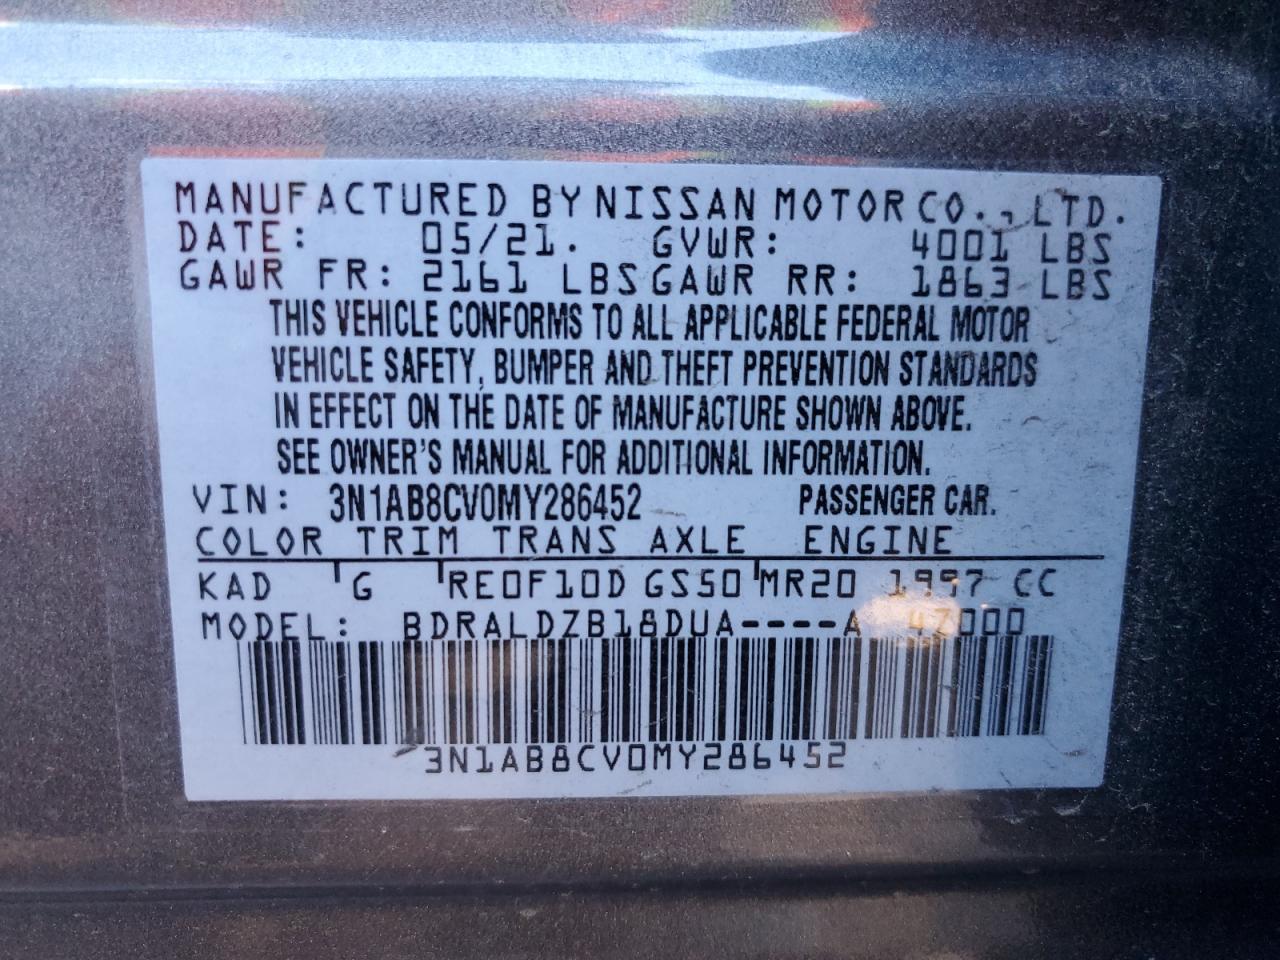 MANUFACTURED BY NISSAN MOTOR CO., LTD.
DATE: 05/21. GVWR: 4001 LBS
GAWR FR: 2161 LBS GAWR RR: 1863 LBS
THIS VEHICLE CONFORMS TO ALL APPLICABLE FEDERAL MOTOR
VEHICLE SAFETY, BUMPER AND THEFT PREVENTION STANDARDS
IN EFFECT ON THE DATE OF MANUFACTURE SHOWN ABOVE.
SEE OWNER'S MANUAL FOR ADDITIONAL INFORMATION.
VIN: 3N1AB8CV0MY286452 PASSENGER CAR.
COLOR TRIM TRANS AXLE ENGINE
KAD G RE0F10D GS50 MR20 1997 CC
MODEL: BDRALDZB18DUA----A 4Z000
3N1AB8CV0MY286452